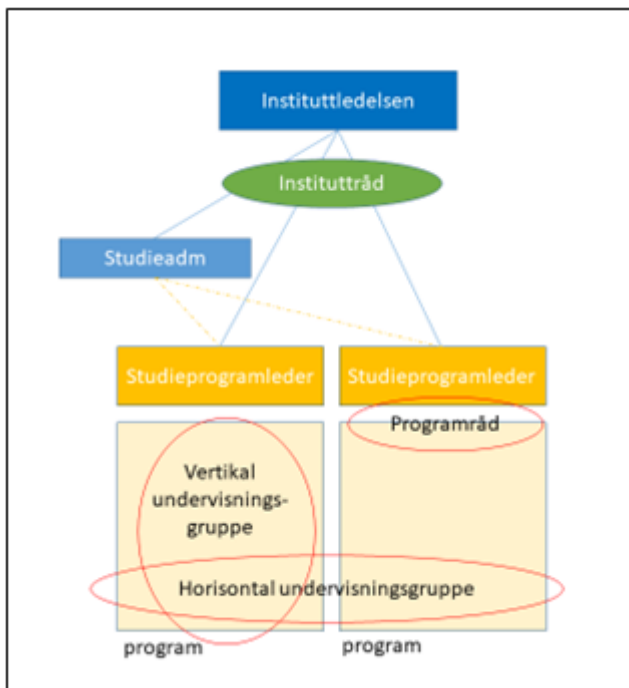 Instituttledelsen
Instituttråd
Studieadm
Studieprogramleder
Studieprogramleder
Programråd
Vertikal
undervisnings-
gruppe
Horisontal undervisningsgruppe
program
program